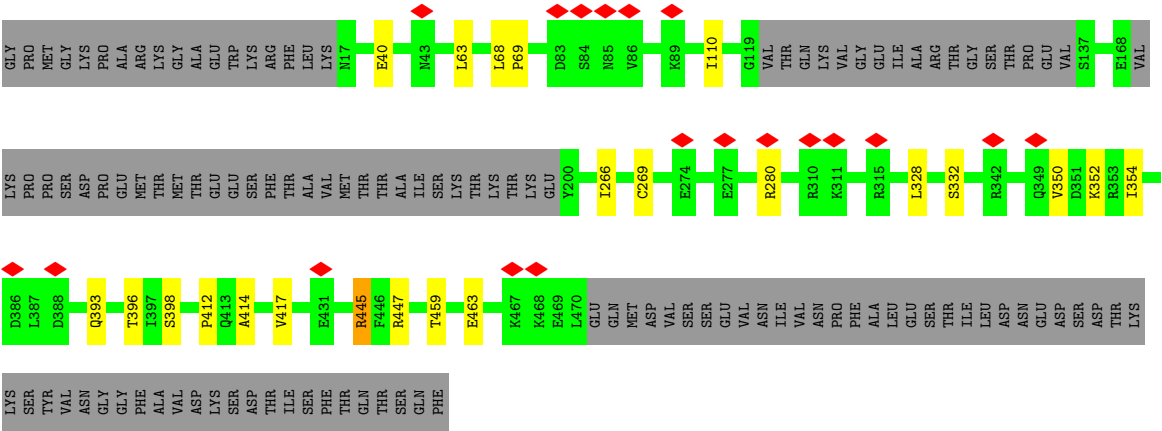 GLY PRO MET GLY LYS PRO ALA ARG LYS GLY ALA GLU TRP LYS ARG PHE LEU LYS N17 E40 N43 L63 L68 P69 D83 S84 N85 V86 K89 I110 G119 VAL THR GLN LYS VAL GLY GLU ILE ALA ARG THR GLY SER THR PRO GLU VAL S137 E168 VAL
LYS PRO PRO SER ASP PRO GLU MET THR MET THR GLU GLU SER PHE THR ALA VAL MET THR THR ALA ILE SER LYS THR LYS THR LYS GLU Y200 I266 C269 E274 E277 R280 R310 K311 R315 L328 S332 R342 Q349 V350 D351 K352 R353 I354
D386 L387 D388 Q393 T396 I397 S398 P412 Q413 A414 V417 E431 R445 F446 R447 T459 E463 K467 K468 E469 L470 GLU GLN MET ASP VAL SER SER GLU VAL ASN ILE VAL ASN PRO PHE ALA LEU GLU SER THR ILE LEU ASP ASN GLU ASP SER ASP THR LYS
LYS SER TYR VAL ASN GLY GLY PHE ALA VAL ASP LYS SER ASP THR ILE SER PHE THR GLN THR SER GLN PHE